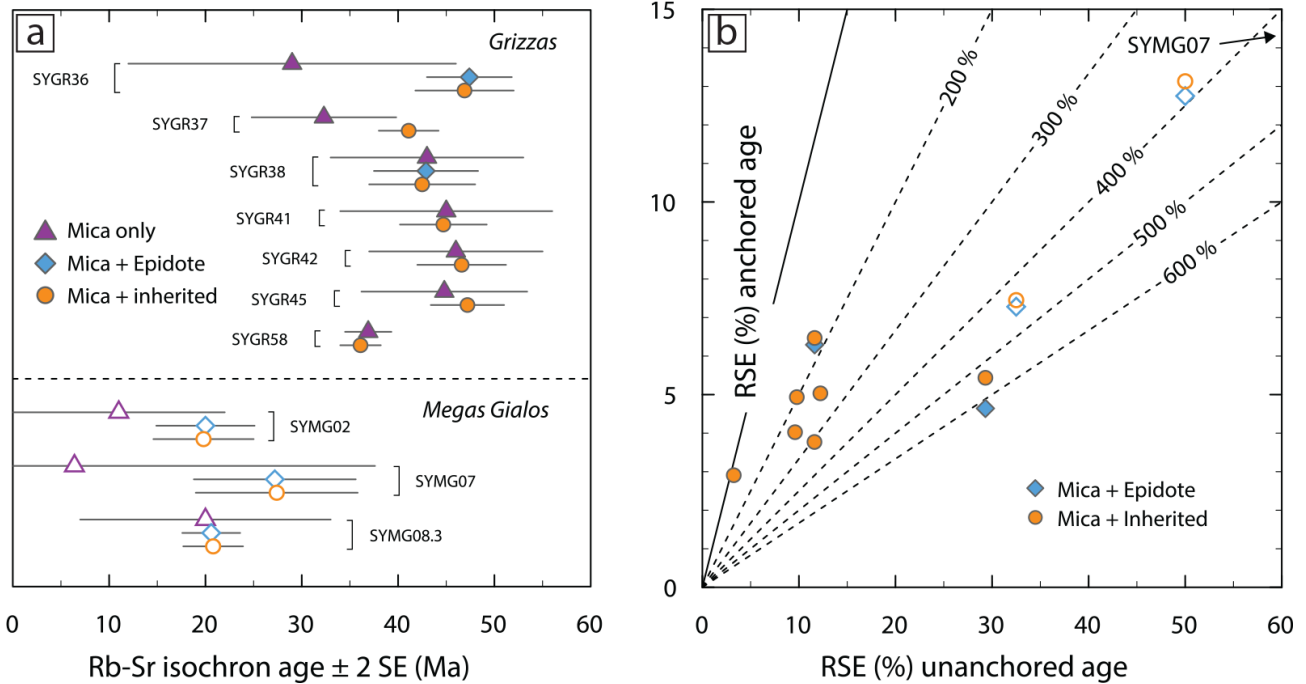 a
Grizzas
SYGR36
SYGR37
SYGR38
SYGR41
SYGR42
SYGR45
SYGR58
Mica only
Mica + Epidote
Mica + inherited
Megas Gialos
SYMG02
SYMG07
SYMG08.3
0 10 20 30 40 50 60
Rb-Sr isochron age ± 2 SE (Ma)
b
15
10
5
0
RSE (%) anchored age
200 %
300 %
400 %
500 %
600 %
SYMG07
Mica + Epidote
Mica + Inherited
0 10 20 30 40 50 60
RSE (%) unanchored age